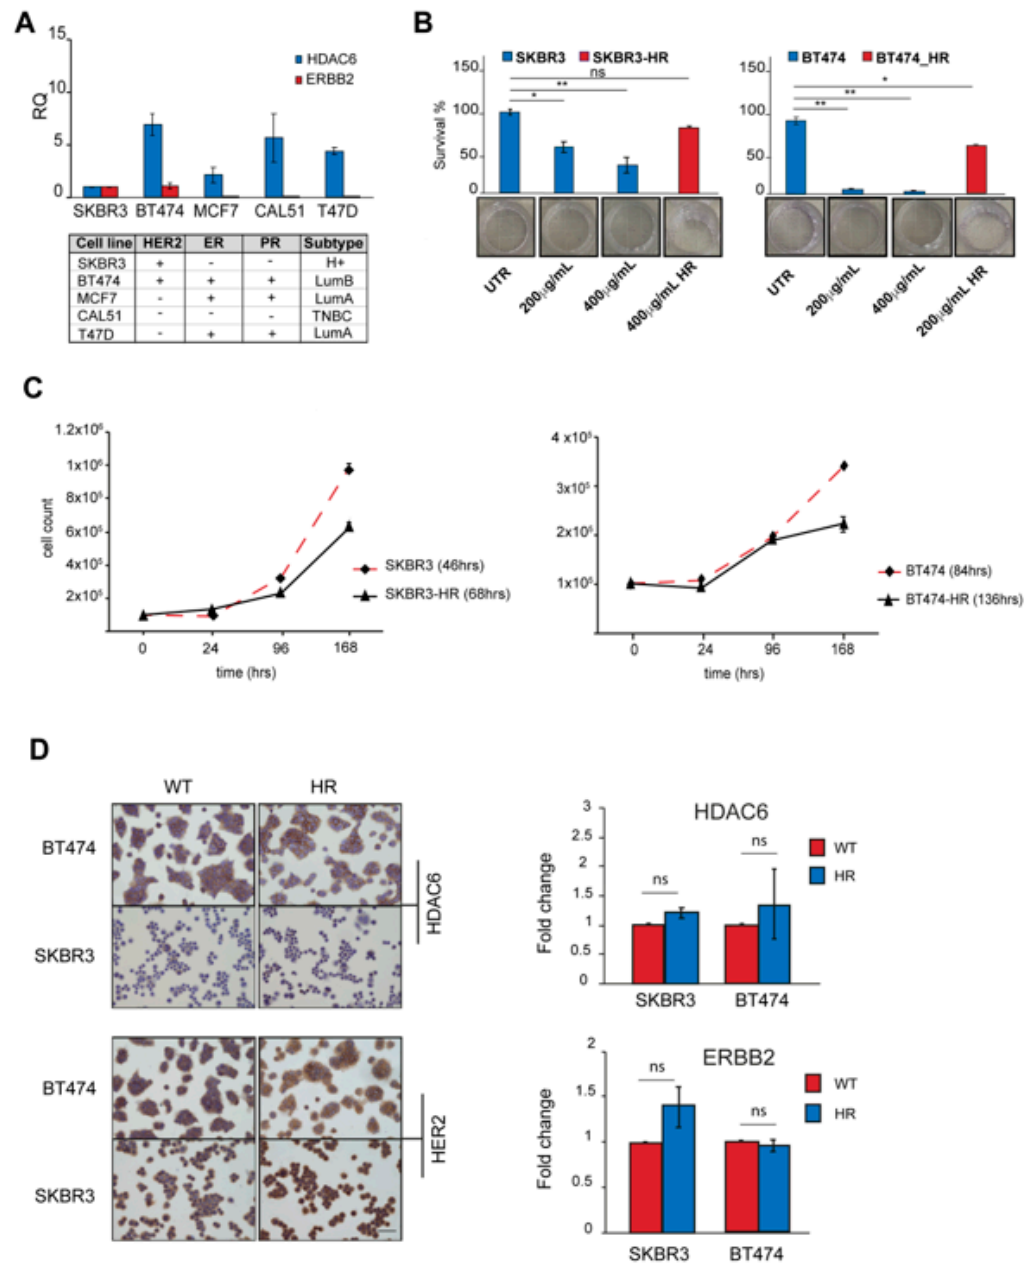 A
15
10
5
0
RQ
HDAC6
ERBB2
SKBR3 BT474 MCF7 CAL51 T47D
Cell line HER2 ER PR Subtype
SKBR3 + - - H+
BT474 + + + LumB
MCF7 - + + LumA
CAL51 - - - TNBC
T47D - + + LumA
B
SKBR3 SKBR3-HR
150
100
50
0
Survival %
ns
**
*
UTR
200µg/mL
400µg/mL
400µg/mL HR
BT474 BT474_HR
150
100
50
0
*
**
**
UTR
200µg/mL
400µg/mL
200µg/mL HR
C
1.2x10⁶
1x10⁶
8x10⁵
6x10⁵
4x10⁵
2x10⁵
cell count
0 24 96 168
time (hrs)
SKBR3 (46hrs)
SKBR3-HR (68hrs)
4 x10⁵
3x10⁵
2x10⁵
1x10⁵
0 24 96 168
time (hrs)
BT474 (84hrs)
BT474-HR (136hrs)
D
WT HR
BT474
SKBR3
HDAC6
BT474
SKBR3
HER2
HDAC6
3
2.5
2
1.5
1
0.5
0
Fold change
ns
ns
WT
HR
SKBR3 BT474
ERBB2
2
1.5
1
0.5
0
Fold change
ns
ns
WT
HR
SKBR3 BT474